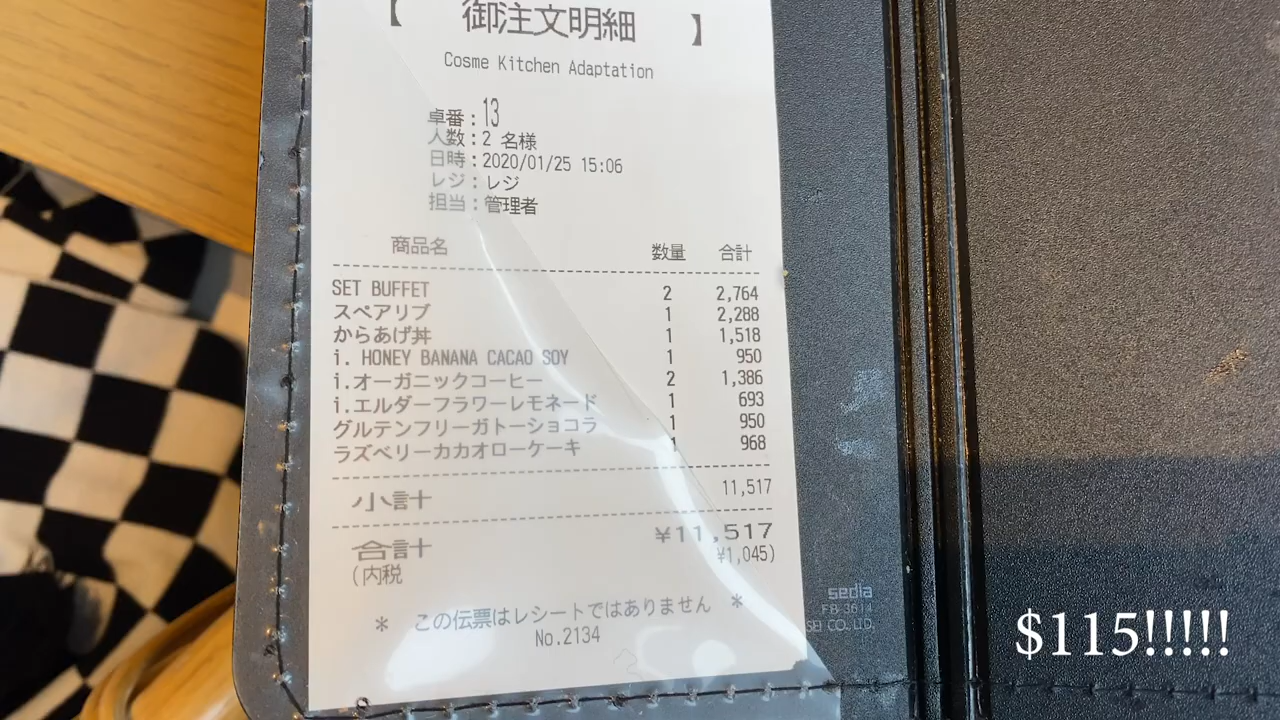 【 御注文明細 】
Cosme Kitchen Adaptation
卓番：13
人数：2 名様
日時：2020/01/25 15:06
レジ：レジ
担当：管理者
商品名 数量 合計
SET BUFFET 2 2,764
スペアリブ 1 2,288
からあげ丼 1 1,518
i. HONEY BANANA CACAO SOY 1 950
i.オーガニックコーヒー 2 1,386
i.エルダーフラワーレモネード 1 693
グルテンフリーガトーショコラ 1 950
ラズベリーカカオローケーキ 1 968
小計 11,517
合計 ¥11,517
(内税 ¥1,045)
＊ この伝票はレシートではありません ＊
No.2134
sedia
FB 3614
SEI CO., LTD.
$115!!!!!